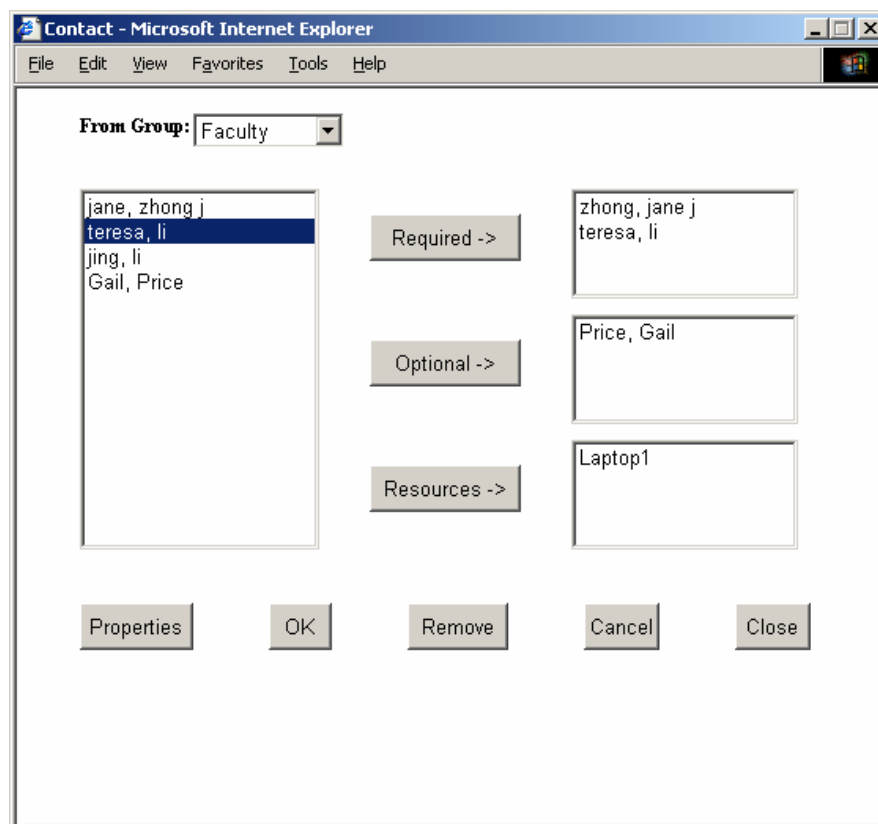 Contact - Microsoft Internet Explorer
File Edit View Favorites Tools Help
From Group: Faculty
jane, zhong j
teresa, li
jing, li
Gail, Price
Required ->
zhong, jane j
teresa, li
Optional ->
Price, Gail
Resources ->
Laptop1
Properties OK Remove Cancel Close